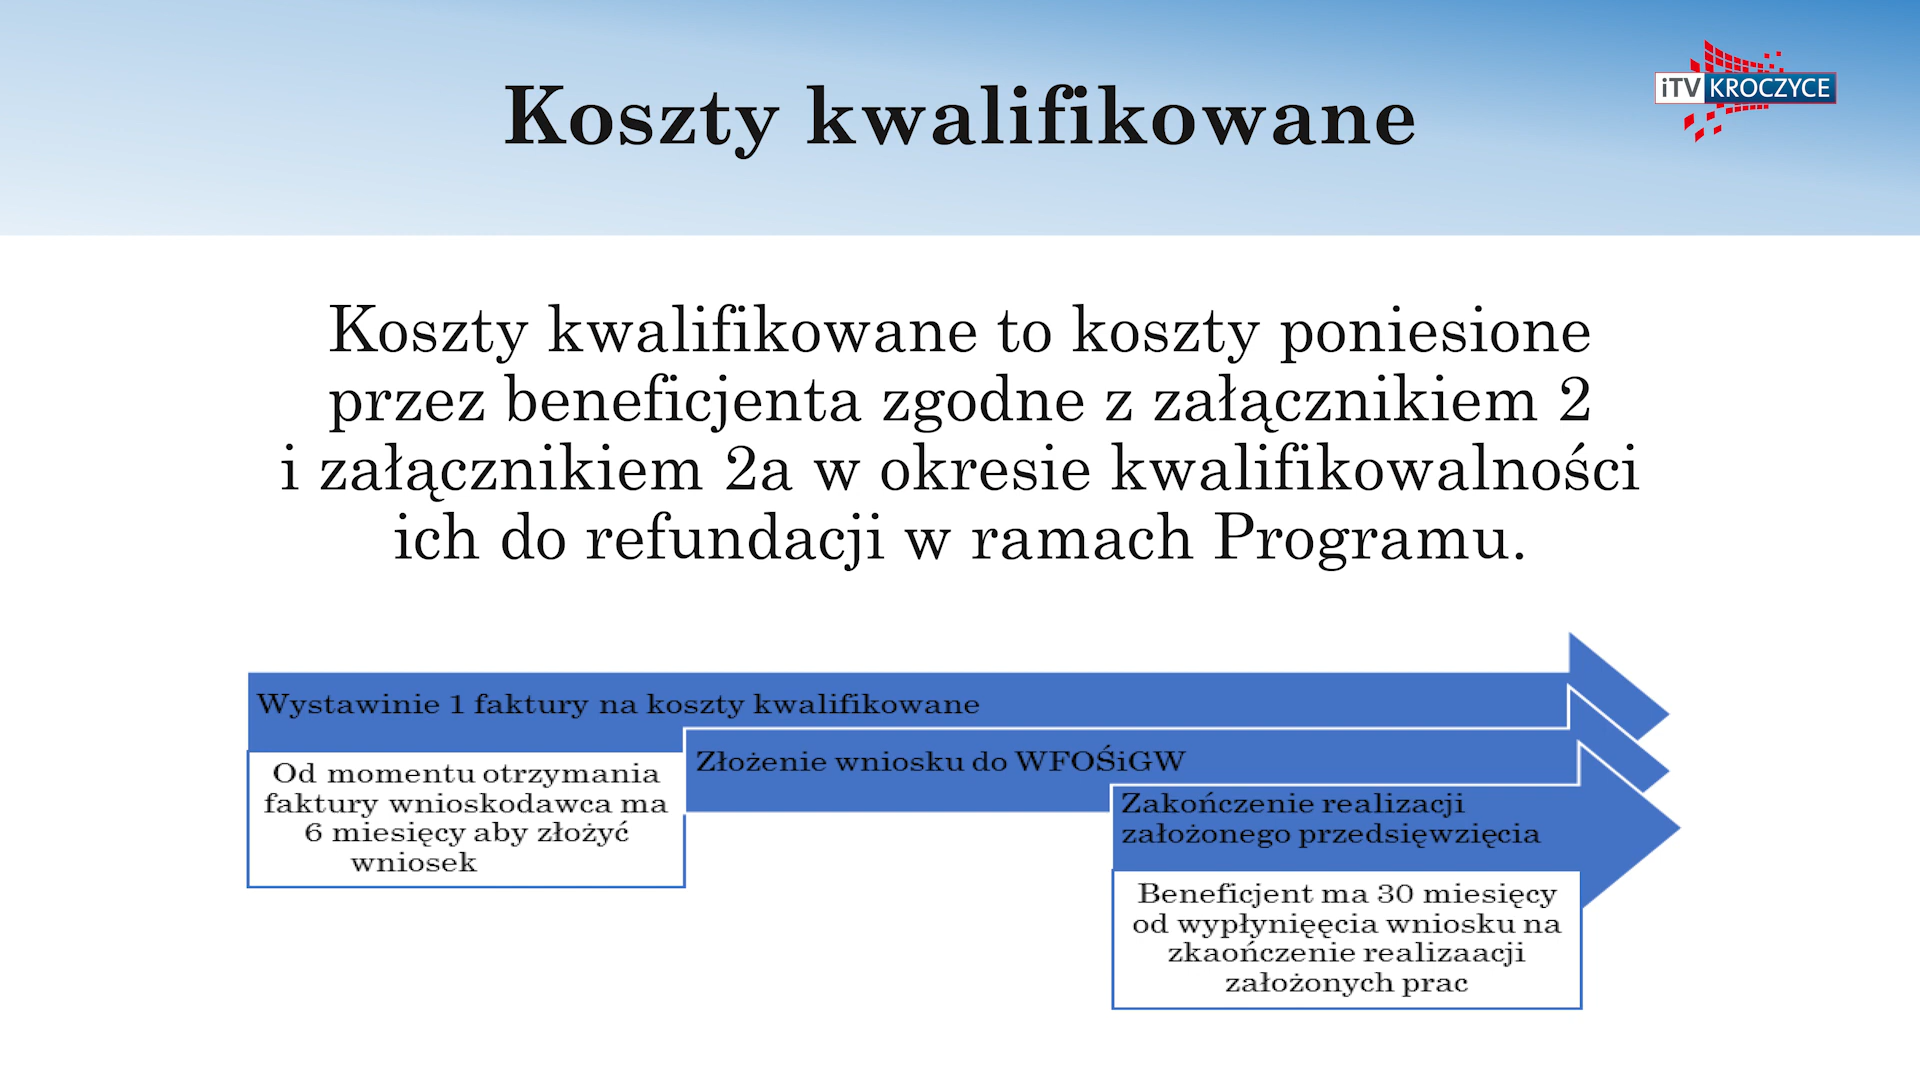 Koszty kwalifikowane
iTV KROCZYCE
Koszty kwalifikowane to koszty poniesione
przez beneficjenta zgodne z załącznikiem 2
i załącznikiem 2a w okresie kwalifikowalności
ich do refundacji w ramach Programu.
Wystawinie 1 faktury na koszty kwalifikowane
Od momentu otrzymania
faktury wnioskodawca ma
6 miesięcy aby złożyć
wniosek
Złożenie wniosku do WFOŚiGW
Zakończenie realizacji
założonego przedsięwzięcia
Beneficjent ma 30 miesięcy
od wypłynięęcia wniosku na
zkaończenie realizaacji
założonych prac